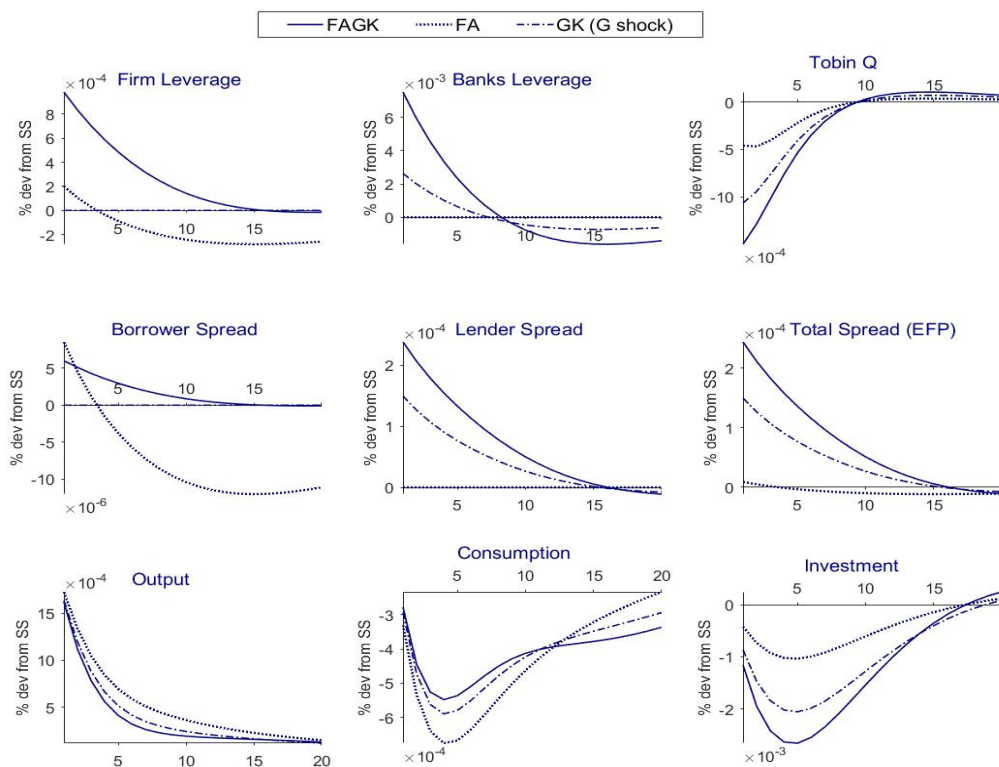 FAGK FA GK (G shock)
×10-4 Firm Leverage
% dev from SS
8
6
4
2
0
-2
5 10 15
×10-3 Banks Leverage
% dev from SS
6
4
2
0
5 10 15
Tobin Q
% dev from SS
5 10 15
0
-5
-10
×10-4
Borrower Spread
% dev from SS
5
0
-5
-10
5 10 15
×10-6
×10-4 Lender Spread
% dev from SS
2
1
0
5 10 15
×10-4 Total Spread (EFP)
% dev from SS
2
1
0
5 10 15
×10-4 Output
% dev from SS
15
10
5
5 10 15 20
Consumption
% dev from SS
5 10 15 20
-3
-4
-5
-6
×10-4
Investment
% dev from SS
5 10 15
0
-1
-2
×10-3